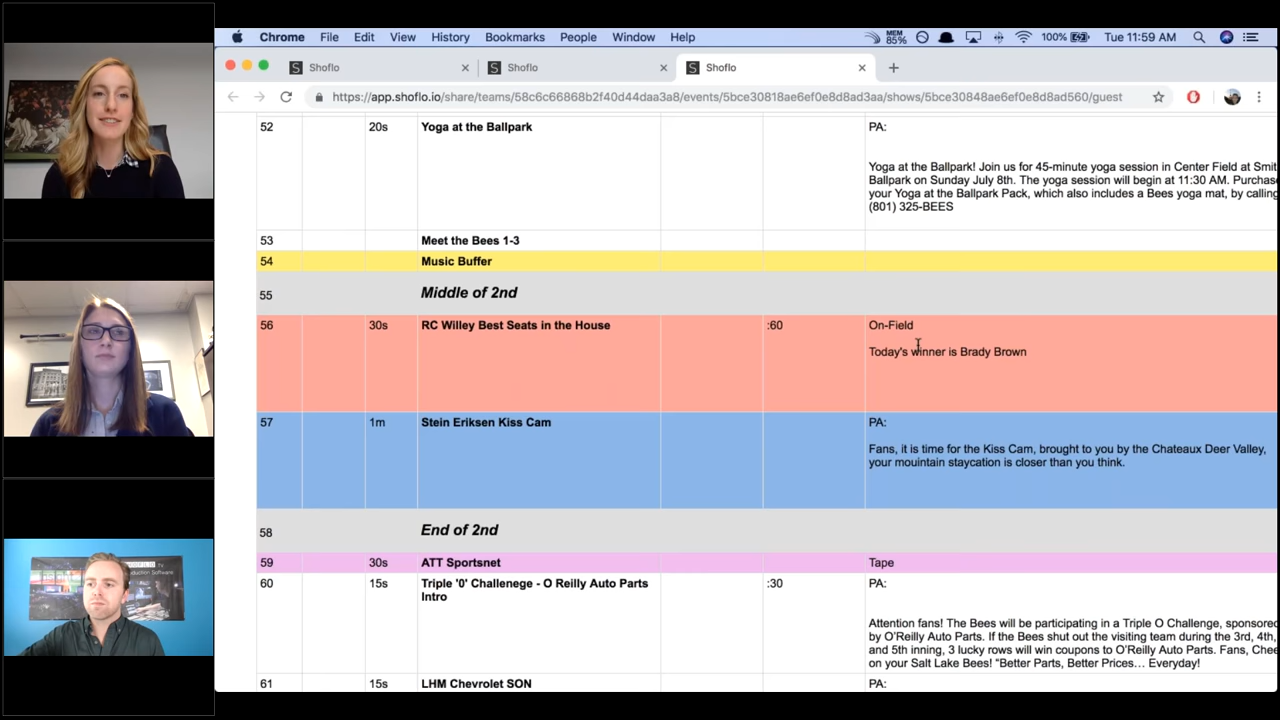 Chrome File Edit View History Bookmarks People Window Help MEM 85% 100% Tue 11:59 AM
Shoflo Shoflo Shoflo
https://app.shoflo.io/share/teams/58c6c66868b2f40d44daa3a8/events/5bce30818ae6ef0e8d8ad3aa/shows/5bce30848ae6ef0e8d8ad560/guest
52 20s Yoga at the Ballpark PA:
Yoga at the Ballpark! Join us for 45-minute yoga session in Center Field at Smit
Ballpark on Sunday July 8th. The yoga session will begin at 11:30 AM. Purchase
your Yoga at the Ballpark Pack, which also includes a Bees yoga mat, by calling
(801) 325-BEES
53 Meet the Bees 1-3
54 Music Buffer
55 Middle of 2nd
56 30s RC Willey Best Seats in the House :60 On-Field
Today's winner is Brady Brown
57 1m Stein Eriksen Kiss Cam PA:
Fans, it is time for the Kiss Cam, brought to you by the Chateaux Deer Valley,
your mouintain staycation is closer than you think.
58 End of 2nd
59 30s ATT Sportsnet Tape
60 15s Triple '0' Challenege - O Reilly Auto Parts :30 PA:
Intro
Attention fans! The Bees will be participating in a Triple O Challenge, sponsored
by O'Reilly Auto Parts. If the Bees shut out the visiting team during the 3rd, 4th,
and 5th inning, 3 lucky rows will win coupons to O'Reilly Auto Parts. Fans, Chee
on your Salt Lake Bees! "Better Parts, Better Prices… Everyday!
61 15s LHM Chevrolet SON PA: